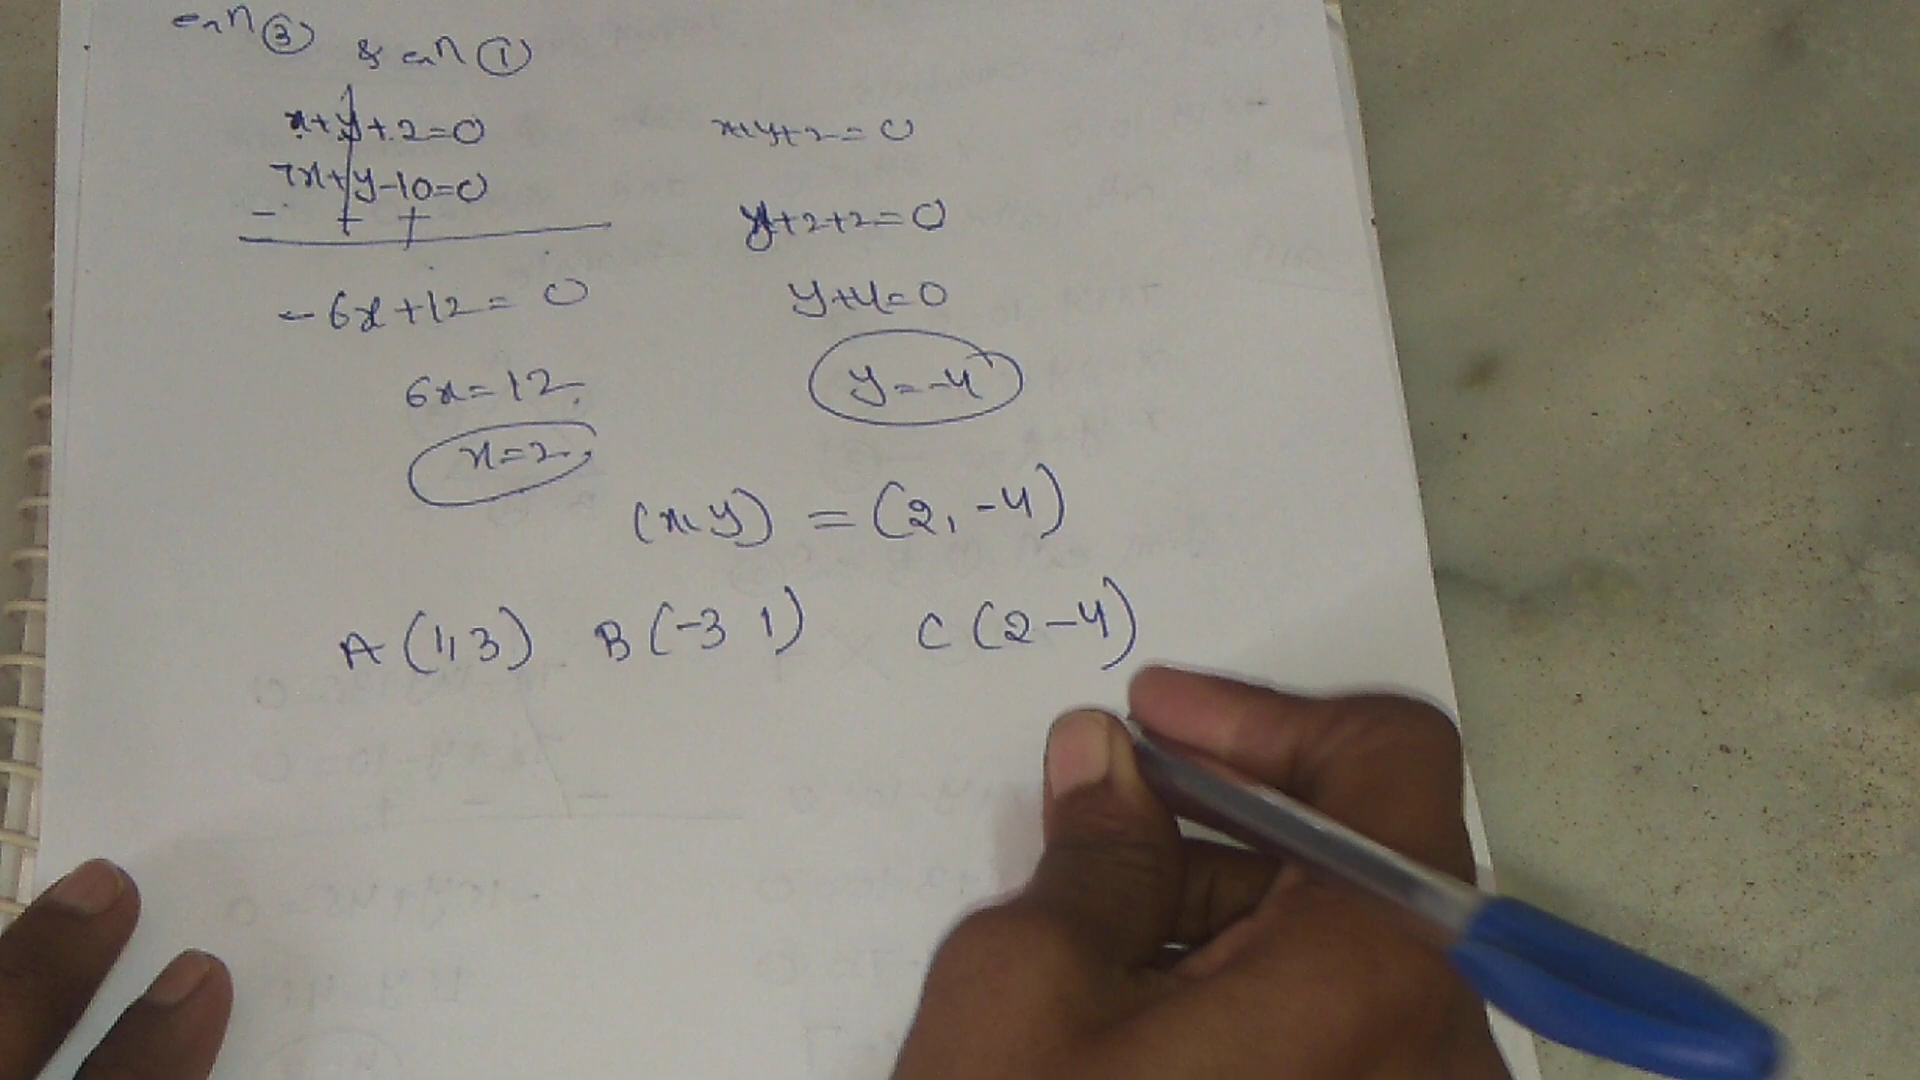 eqn ③ & eqn ①
x+y+2=0
7x+y-10=0
- - +
-6x+12=0
6x=12
x=2
x+y+2=0
y+2+2=0
y+4=0
y=-4
(x,y) = (2,-4)
A (1,3) B (-3 1) C (2-4)